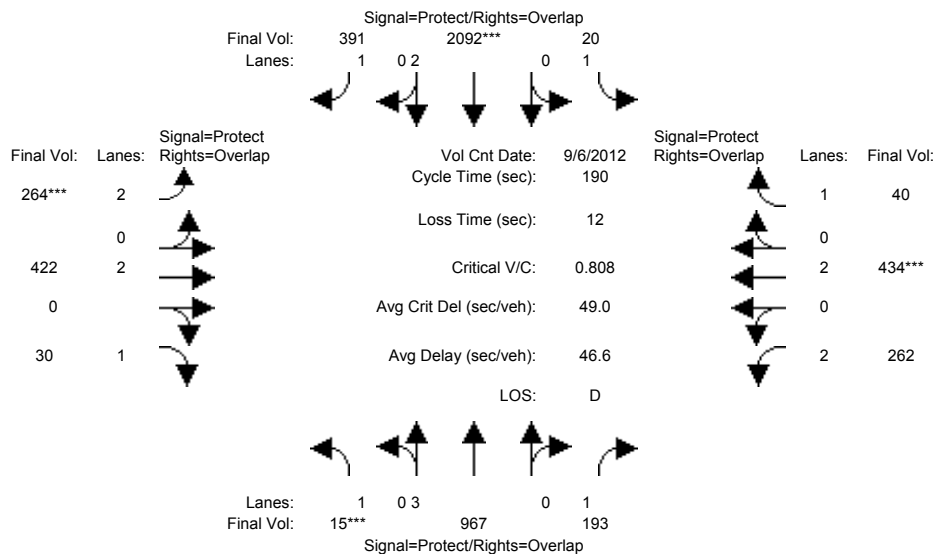 Signal=Protect/Rights=Overlap
Final Vol: 391 2092*** 20
Lanes: 1 0 2 0 1
Signal=Protect Signal=Protect
Final Vol: Lanes: Rights=Overlap Vol Cnt Date: 9/6/2012 Rights=Overlap Lanes: Final Vol:
Cycle Time (sec): 190
264*** 2 1 40
Loss Time (sec): 12
0 0
422 2 Critical V/C: 0.808 2 434***
0 0 Avg Crit Del (sec/veh): 49.0 0
30 1 Avg Delay (sec/veh): 46.6 2 262
LOS: D
Lanes: 1 0 3 0 1
Final Vol: 15*** 967 193
Signal=Protect/Rights=Overlap